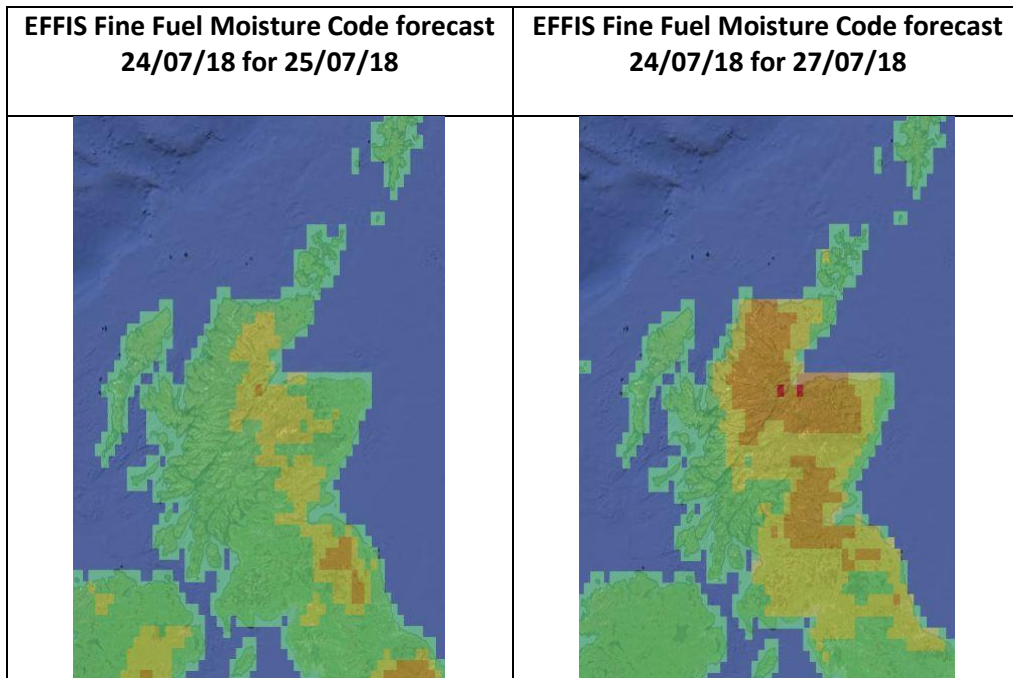 EFFIS Fine Fuel Moisture Code forecast
24/07/18 for 25/07/18
EFFIS Fine Fuel Moisture Code forecast
24/07/18 for 27/07/18